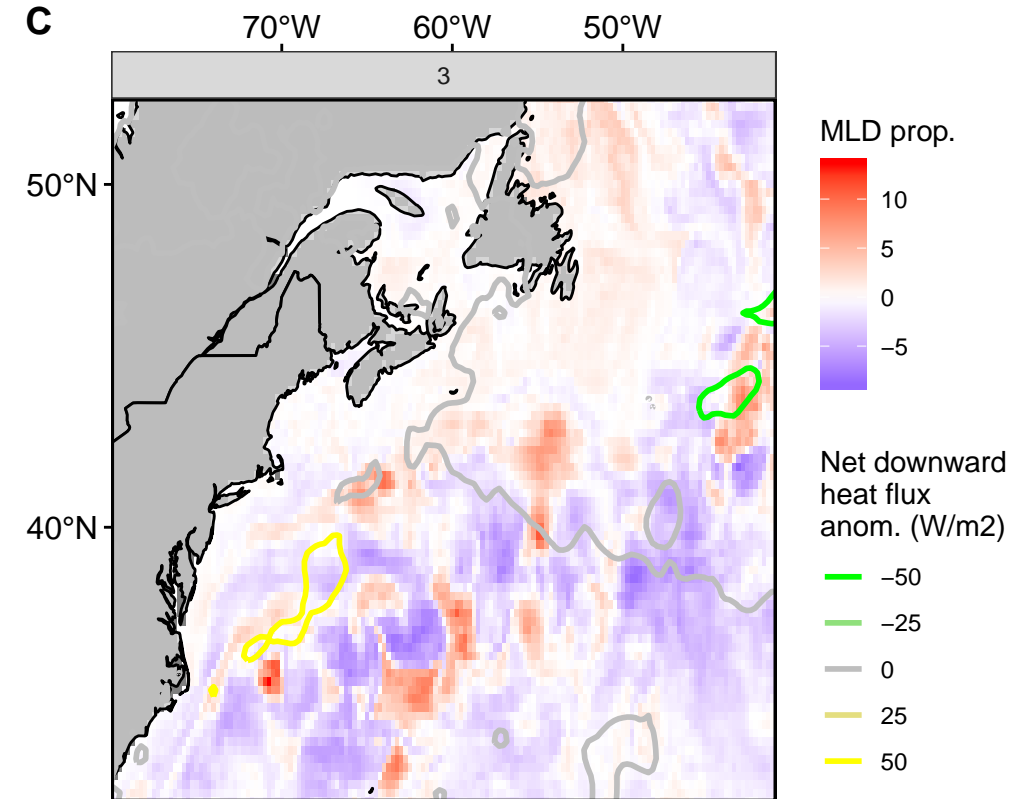 C
70°W 60°W 50°W
3
50°N
40°N
MLD prop.
10
5
0
−5
Net downward
heat flux
anom. (W/m2)
−50
−25
0
25
50